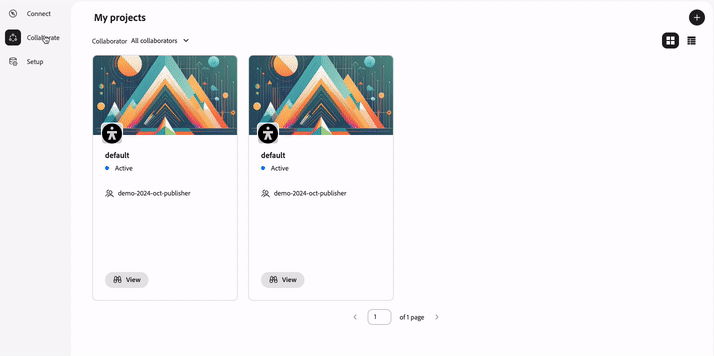 Connect
Collaborate
Setup
My projects
Collaborator All collaborators
default
Active
demo-2024-oct-publisher
View
default
Active
demo-2024-oct-publisher
View
1 of 1 page